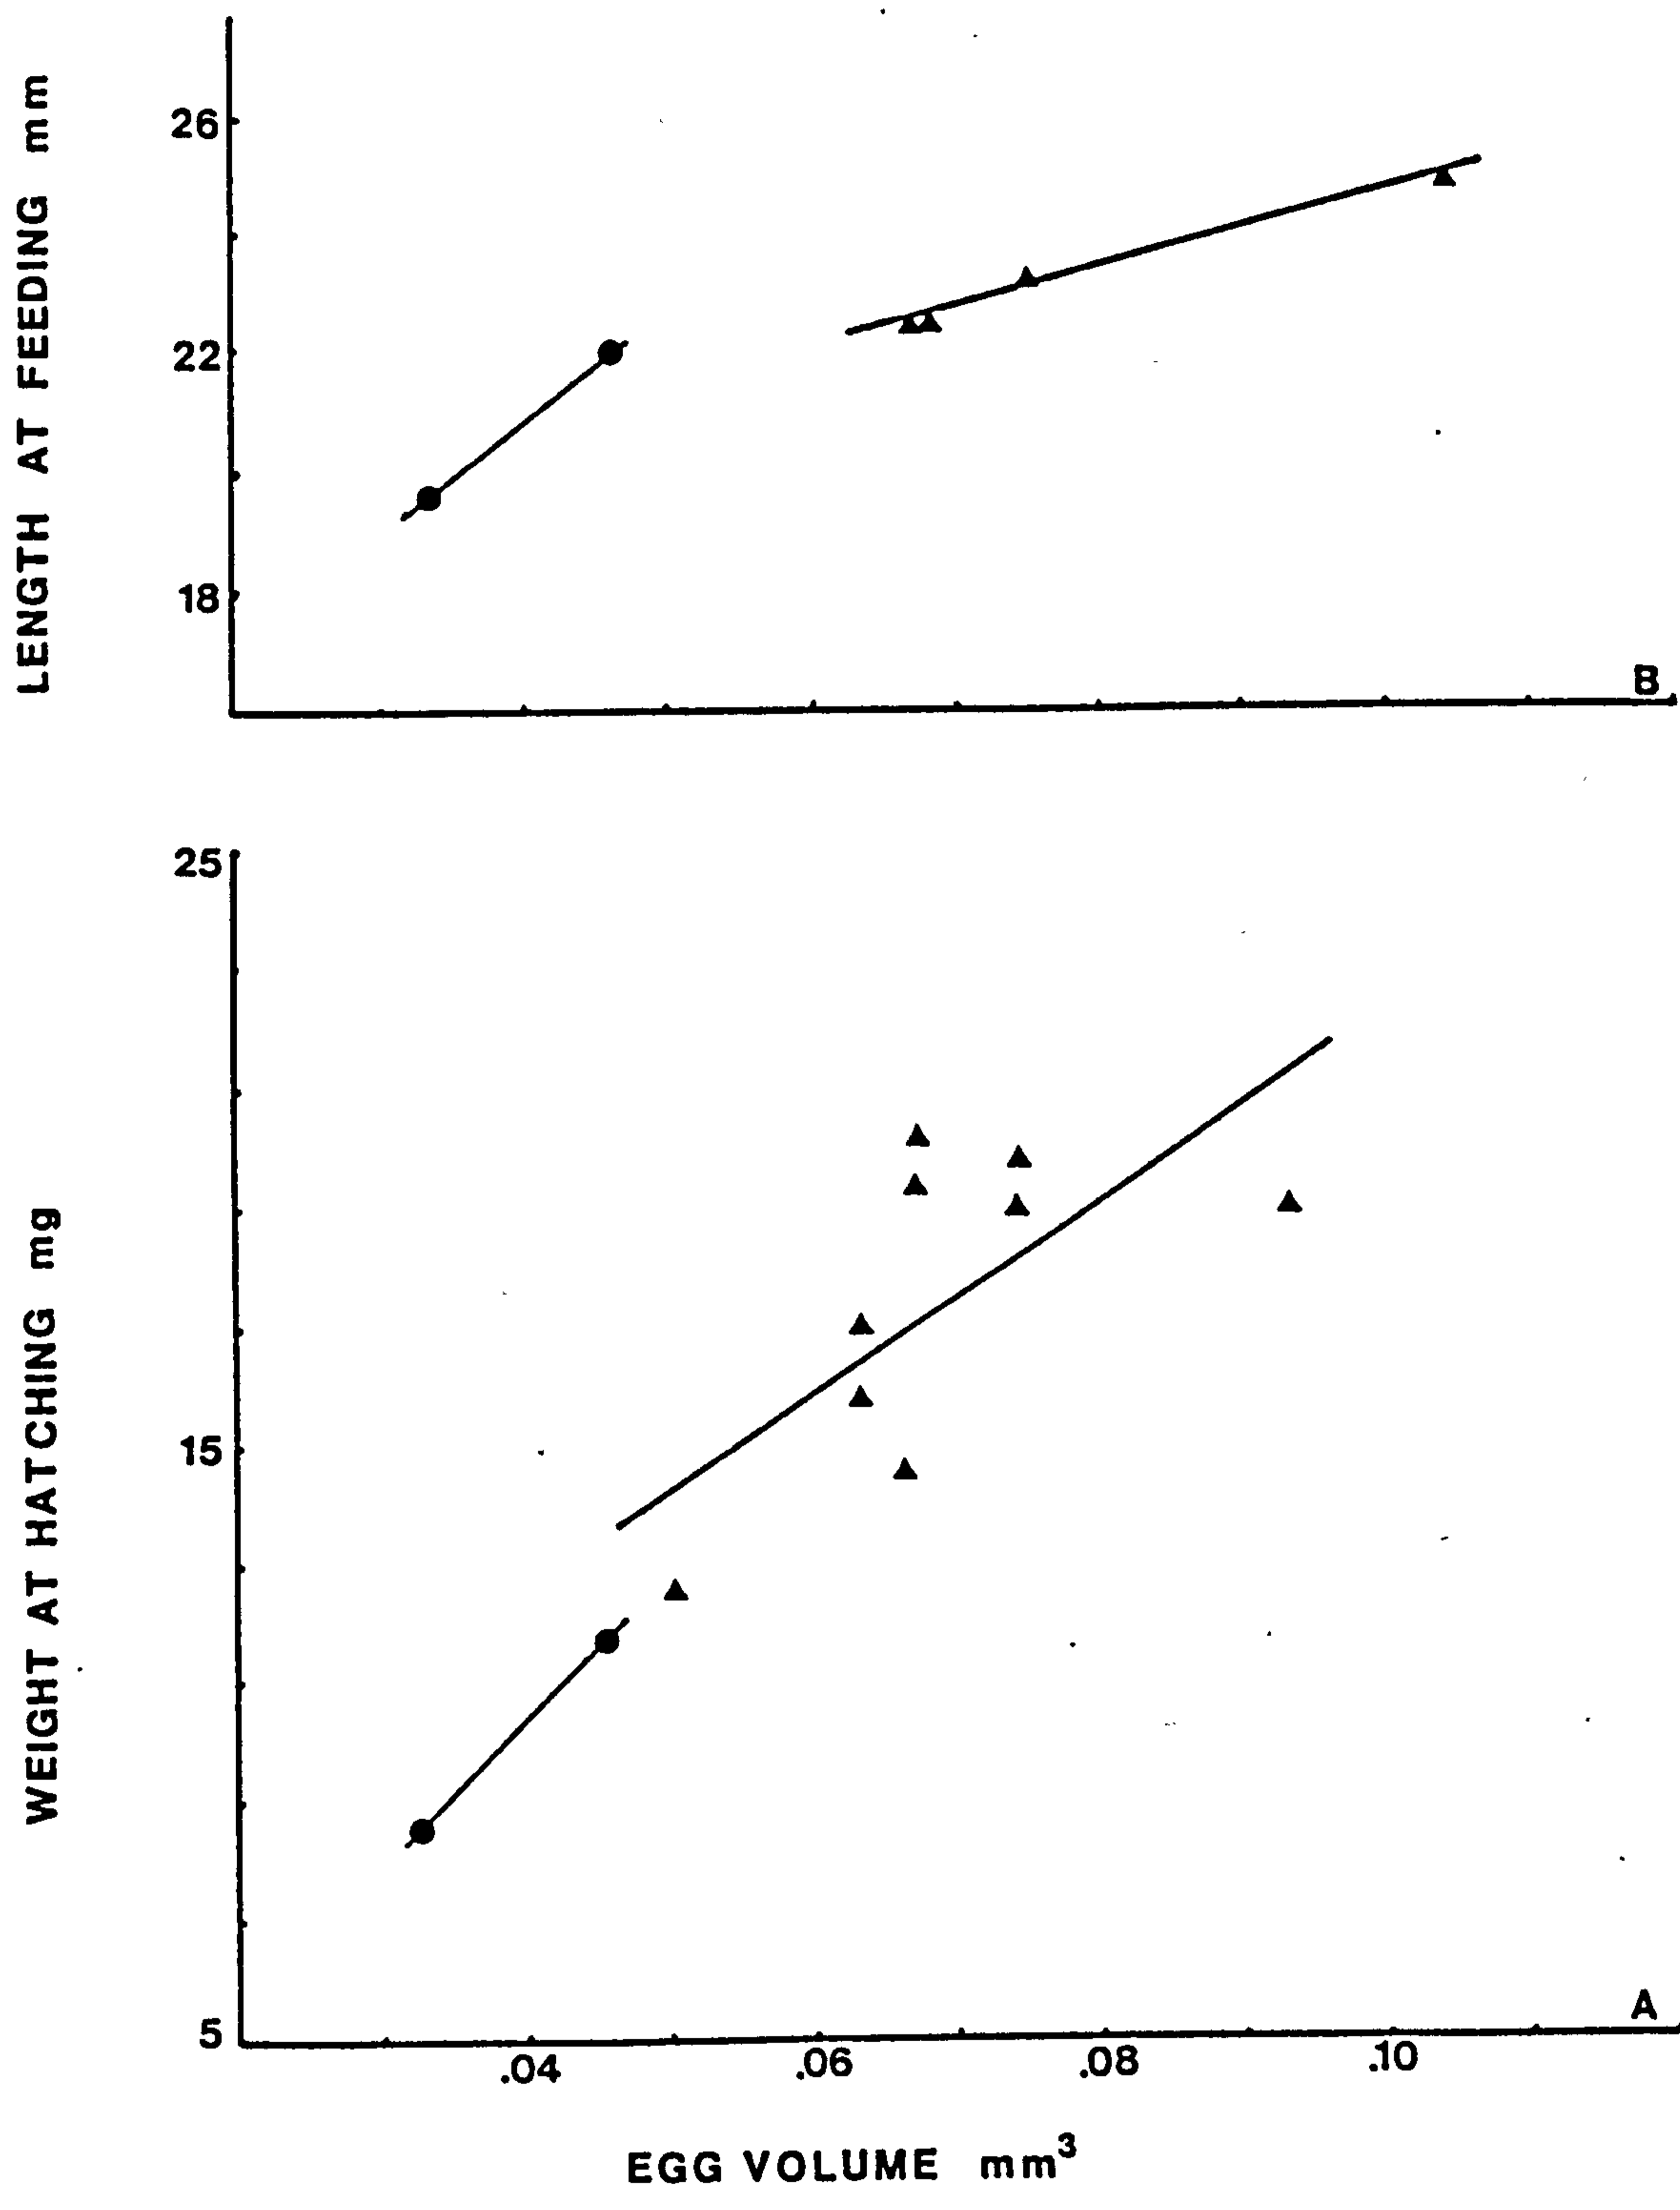 LENGTH AT FEEDING mm
26
22
18
B
WEIGHT AT HATCHING mg
25
15
5
A
.04 .06 .08 .10
EGG VOLUME mm³